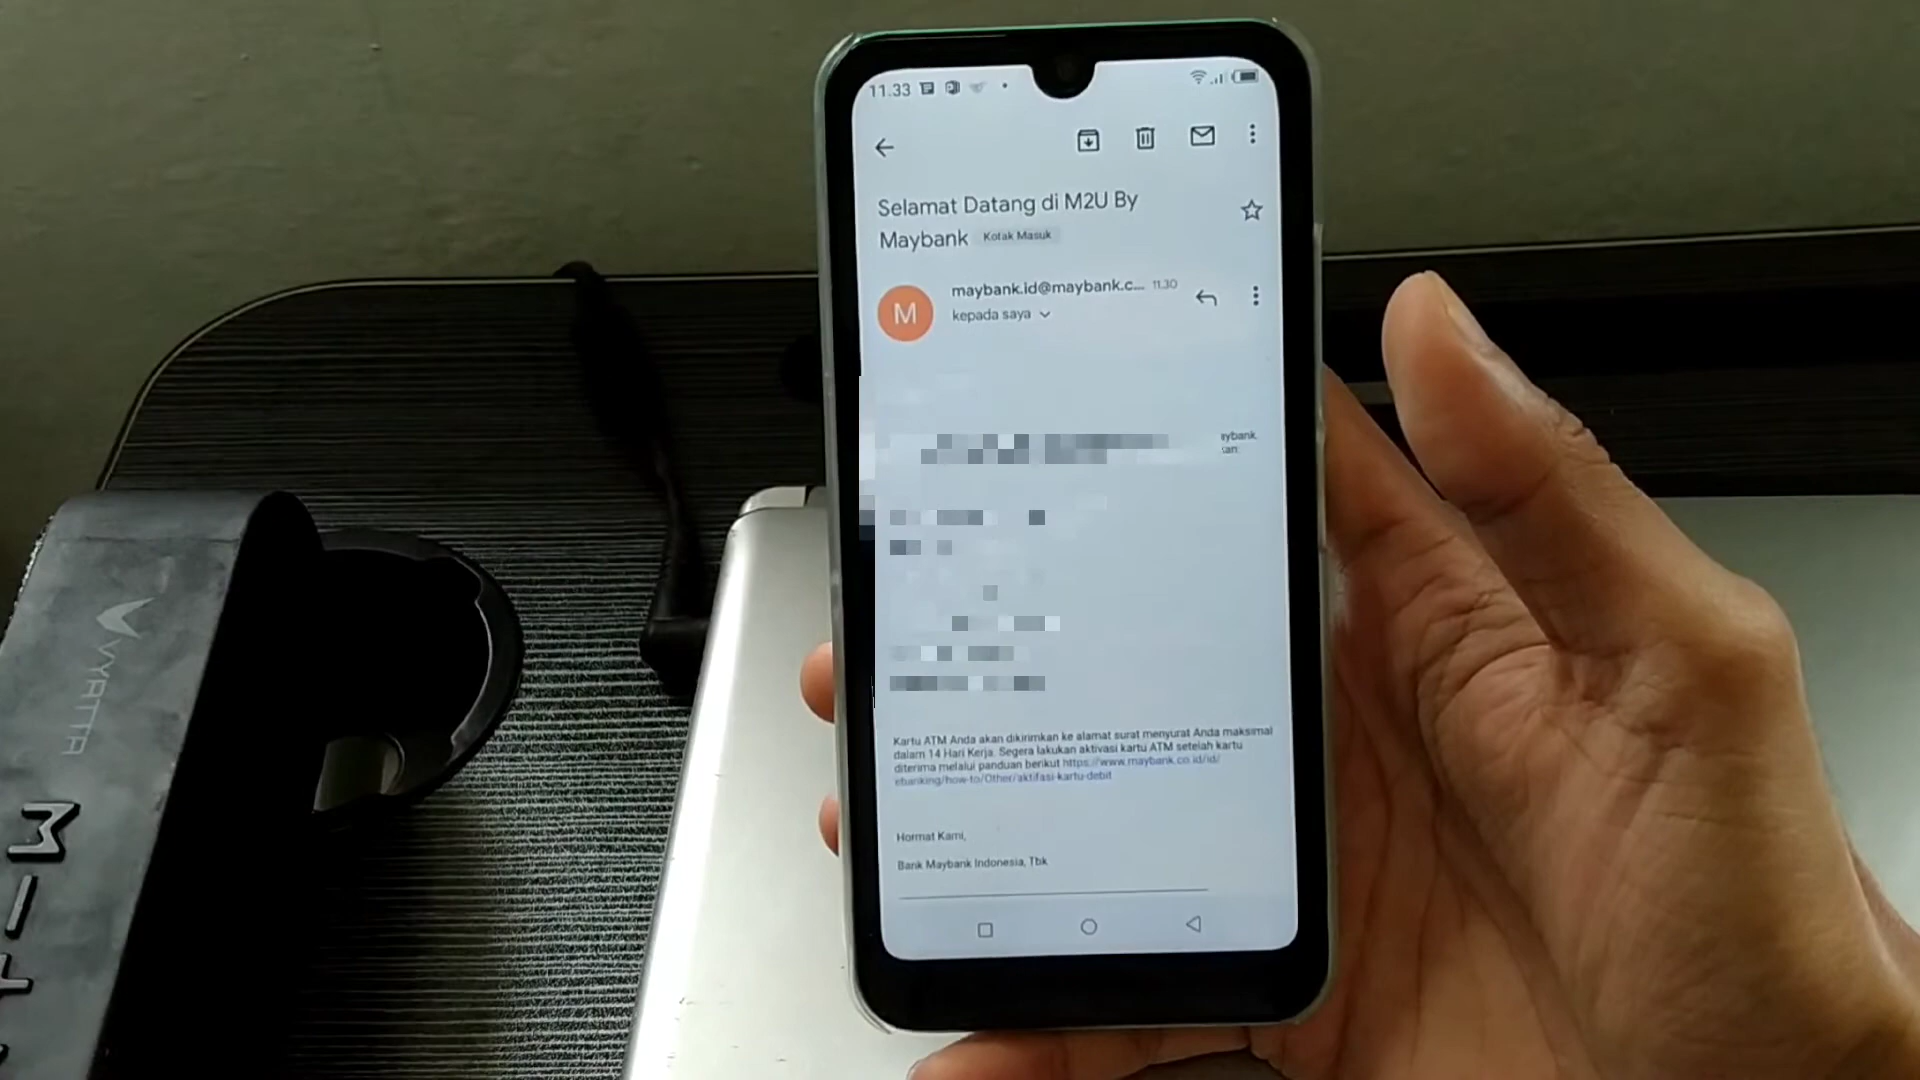 11.33
Selamat Datang di M2U By
Maybank Kotak Masuk
maybank.id@maybank.c... 11.30
kepada saya
M
aybank.
Kartu ATM Anda akan dikirimkan ke alamat surat menyurat Anda maksimal
dalam 14 Hari Kerja. Segera lakukan aktivasi kartu ATM setelah kartu
diterima melalui panduan berikut https://www.maybank.co.id/id/
ebanking/how-to/Other/aktifasi-kartu-debit
Hormat Kami,
Bank Maybank Indonesia, Tbk
VYATTA